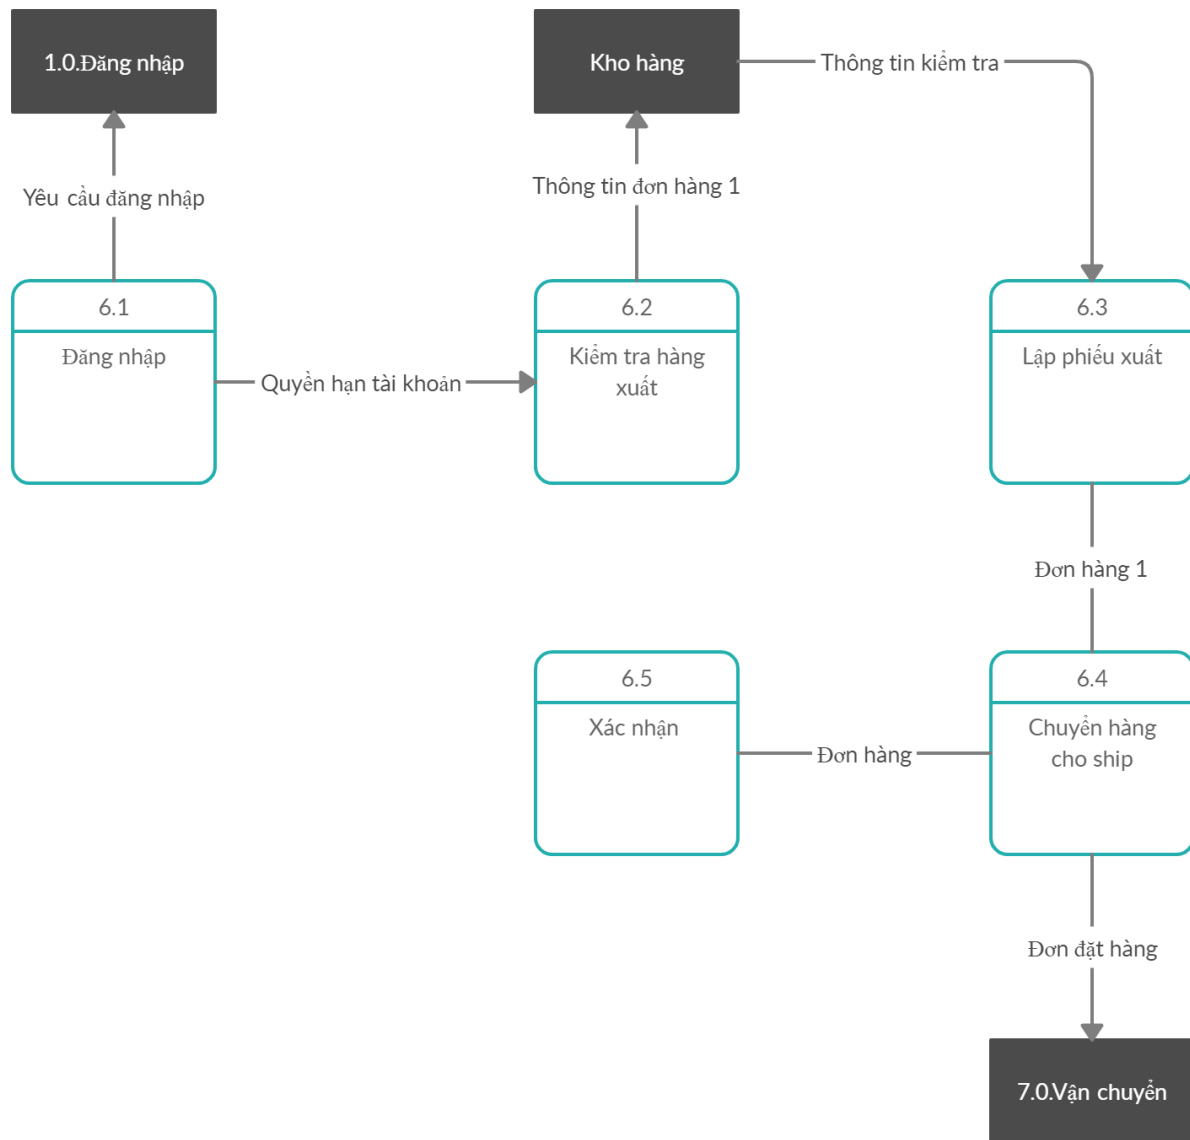 1.0.Đăng nhập
Kho hàng
Thông tin kiểm tra
Yêu cầu đăng nhập
Thông tin đơn hàng 1
6.1
Đăng nhập
6.2
Kiểm tra hàng
xuất
6.3
Lập phiếu xuất
Quyền hạn tài khoản
Đơn hàng 1
6.5
Xác nhận
6.4
Chuyển hàng
cho ship
Đơn hàng
Đơn đặt hàng
7.0.Vận chuyển